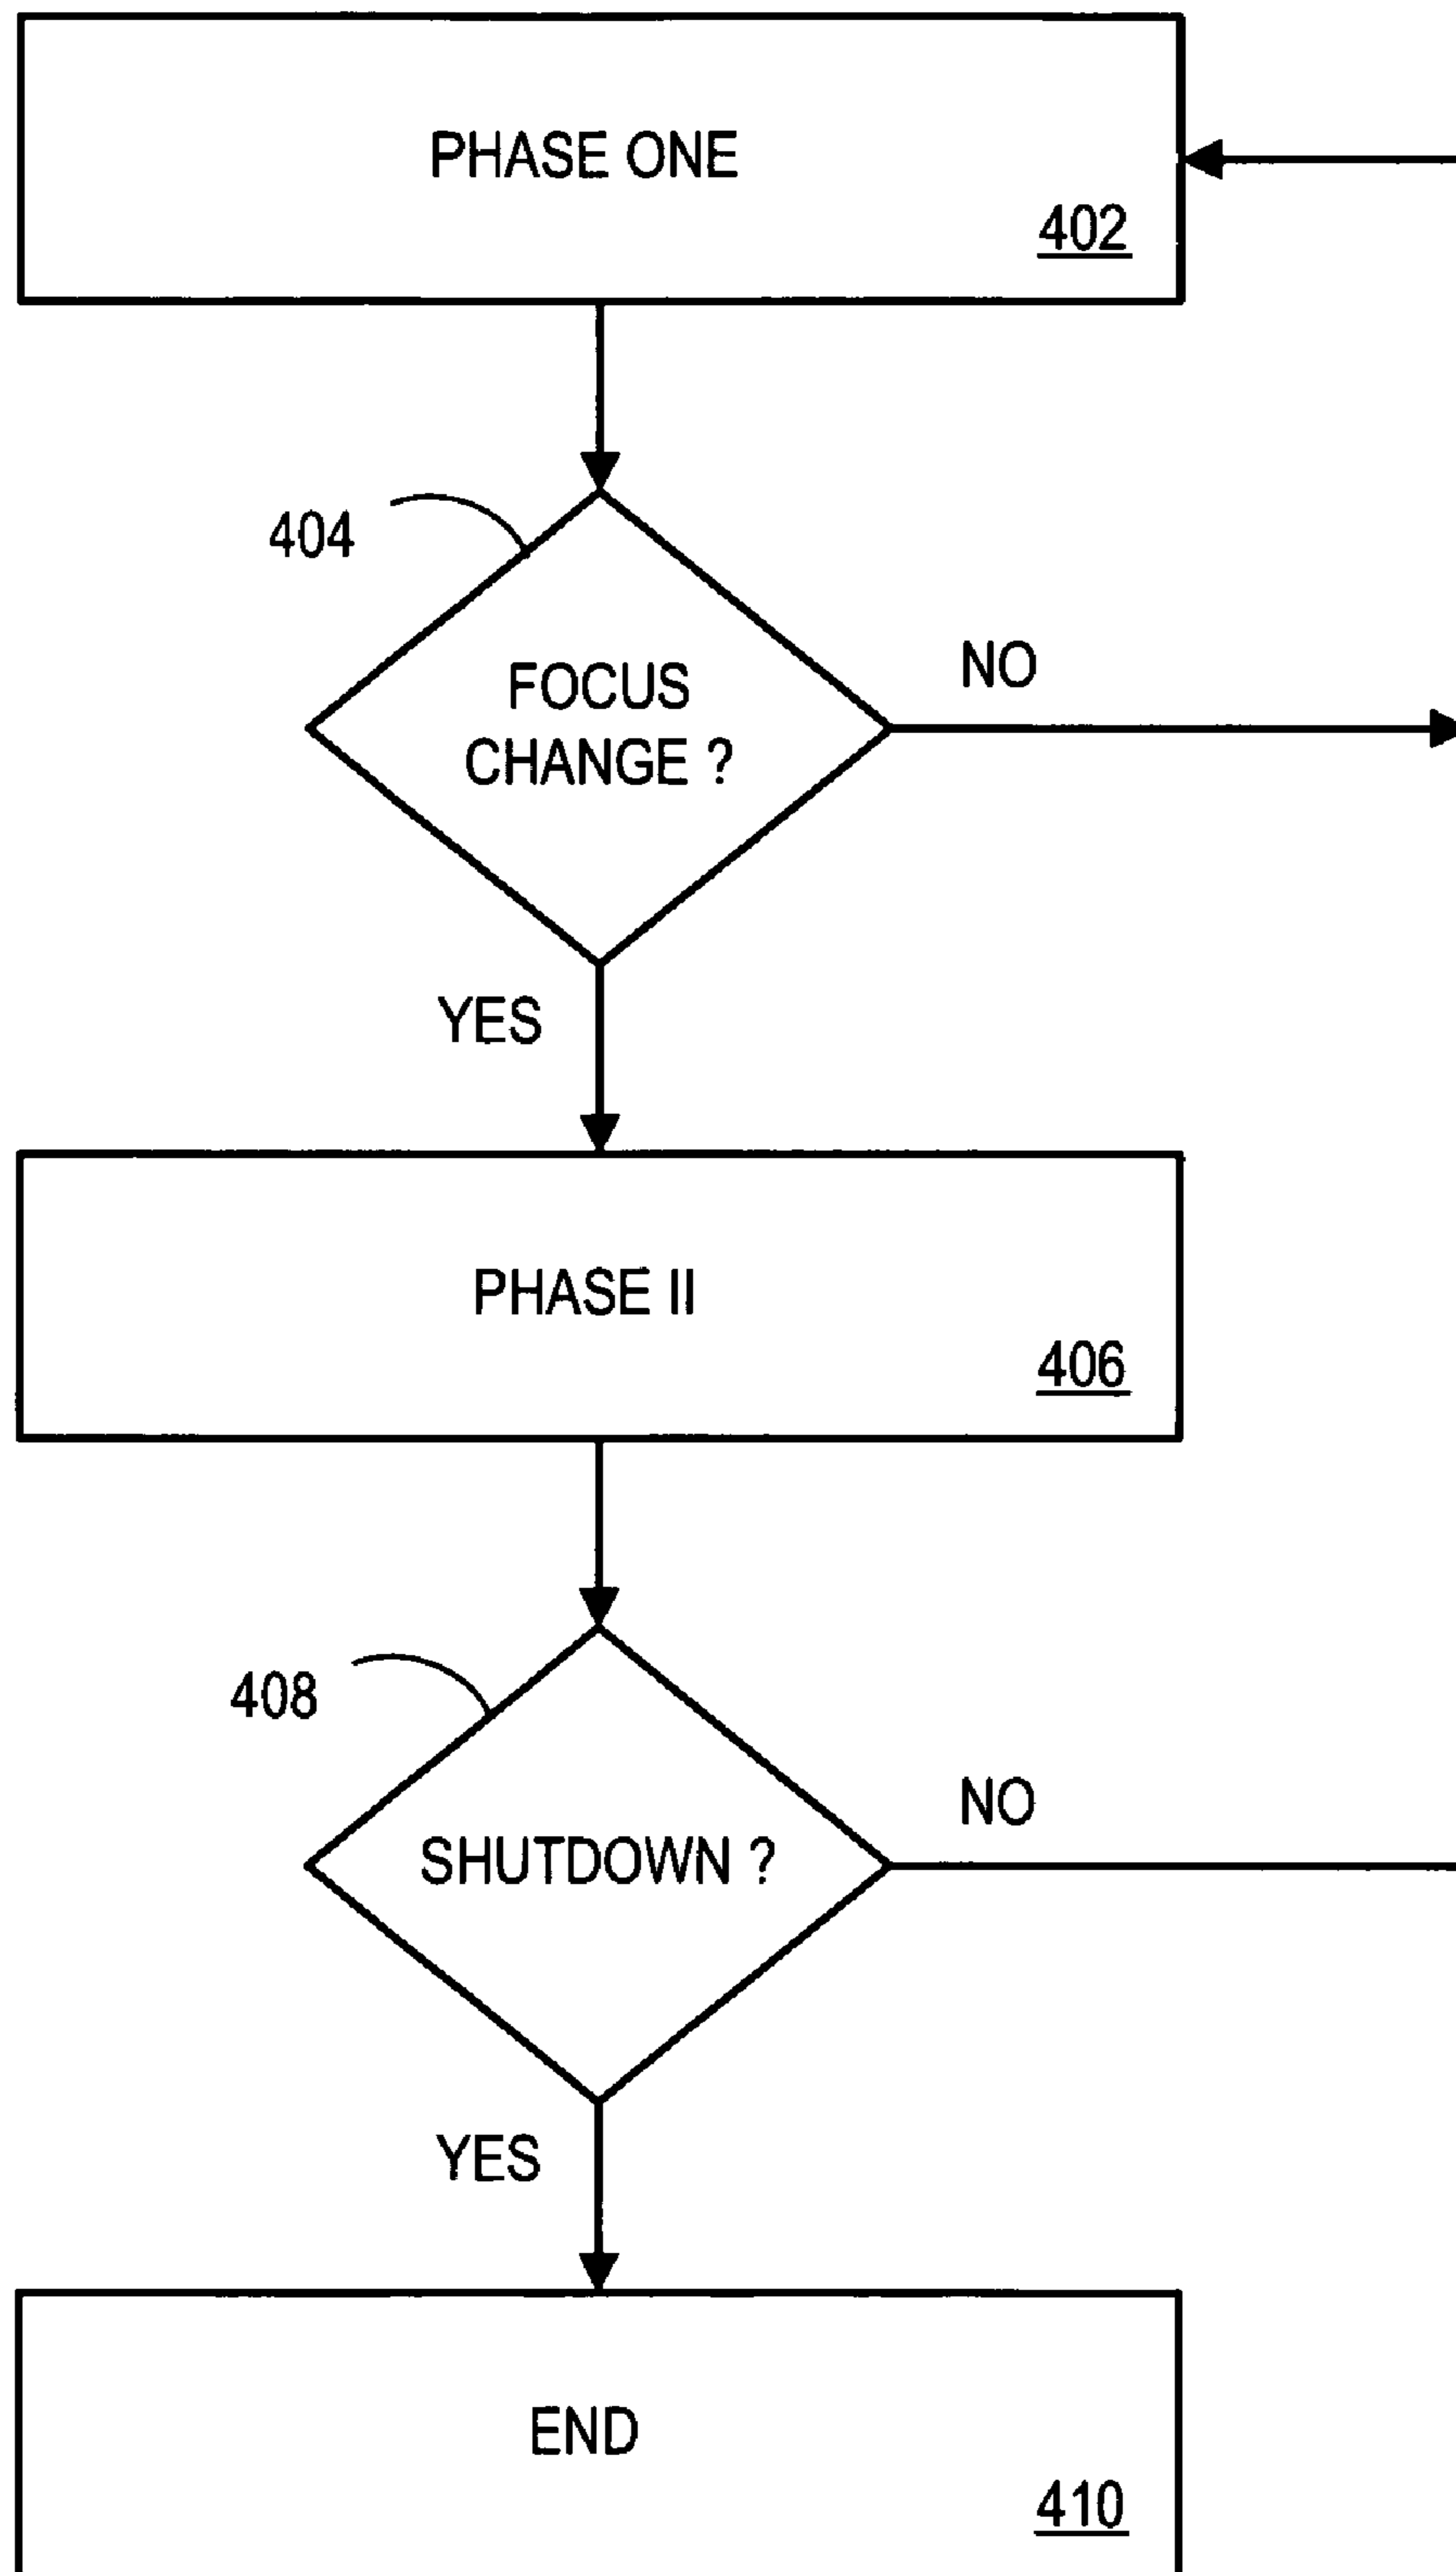 PHASE ONE
402
404
FOCUS
CHANGE ?
NO
YES
PHASE II
406
408
SHUTDOWN ?
NO
YES
END
410